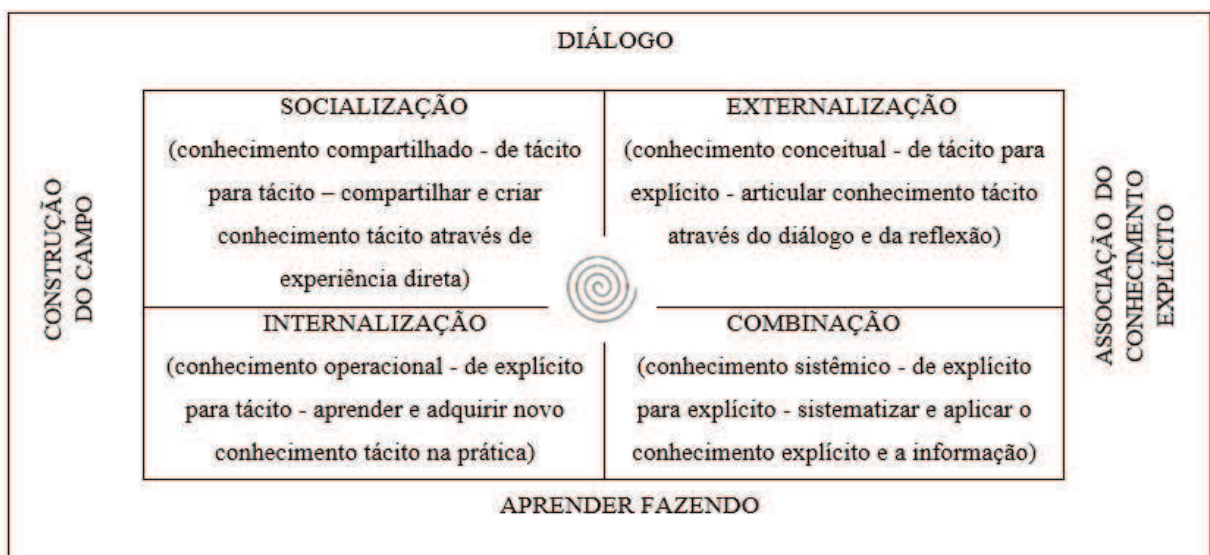 DIÁLOGO
CONSTRUÇÃO
DO CAMPO
SOCIALIZAÇÃO
(conhecimento compartilhado - de tácito
para tácito – compartilhar e criar
conhecimento tácito através de
experiência direta)
EXTERNALIZAÇÃO
(conhecimento conceitual - de tácito para
explícito - articular conhecimento tácito
através do diálogo e da reflexão)
INTERNALIZAÇÃO
(conhecimento operacional - de explícito
para tácito - aprender e adquirir novo
conhecimento tácito na prática)
COMBINAÇÃO
(conhecimento sistêmico - de explícito
para explícito - sistematizar e aplicar o
conhecimento explícito e a informação)
ASSOCIAÇÃO DO
CONHECIMENTO
EXPLÍCITO
APRENDER FAZENDO